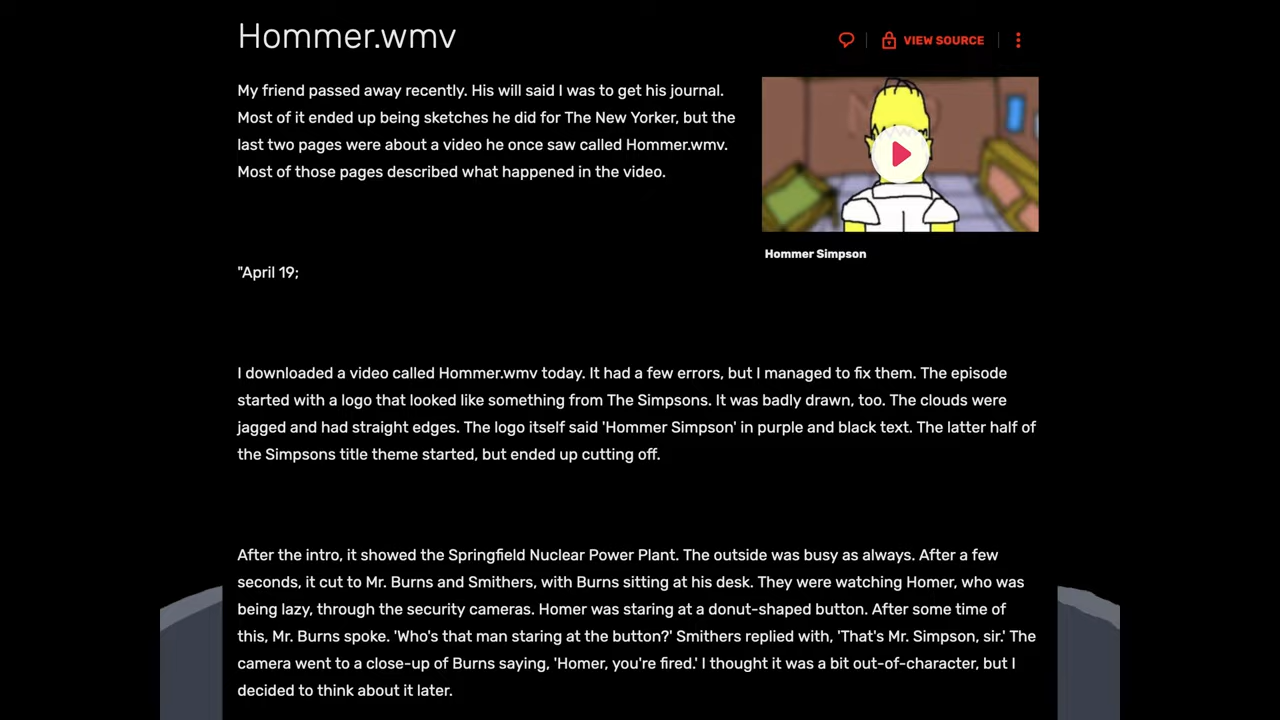 Hommer.wmv
VIEW SOURCE
My friend passed away recently. His will said I was to get his journal.
Most of it ended up being sketches he did for The New Yorker, but the
last two pages were about a video he once saw called Hommer.wmv.
Most of those pages described what happened in the video.
Hommer Simpson
"April 19;
I downloaded a video called Hommer.wmv today. It had a few errors, but I managed to fix them. The episode
started with a logo that looked like something from The Simpsons. It was badly drawn, too. The clouds were
jagged and had straight edges. The logo itself said 'Hommer Simpson' in purple and black text. The latter half of
the Simpsons title theme started, but ended up cutting off.
After the intro, it showed the Springfield Nuclear Power Plant. The outside was busy as always. After a few
seconds, it cut to Mr. Burns and Smithers, with Burns sitting at his desk. They were watching Homer, who was
being lazy, through the security cameras. Homer was staring at a donut-shaped button. After some time of
this, Mr. Burns spoke. 'Who's that man staring at the button?' Smithers replied with, 'That's Mr. Simpson, sir.' The
camera went to a close-up of Burns saying, 'Homer, you're fired.' I thought it was a bit out-of-character, but I
decided to think about it later.